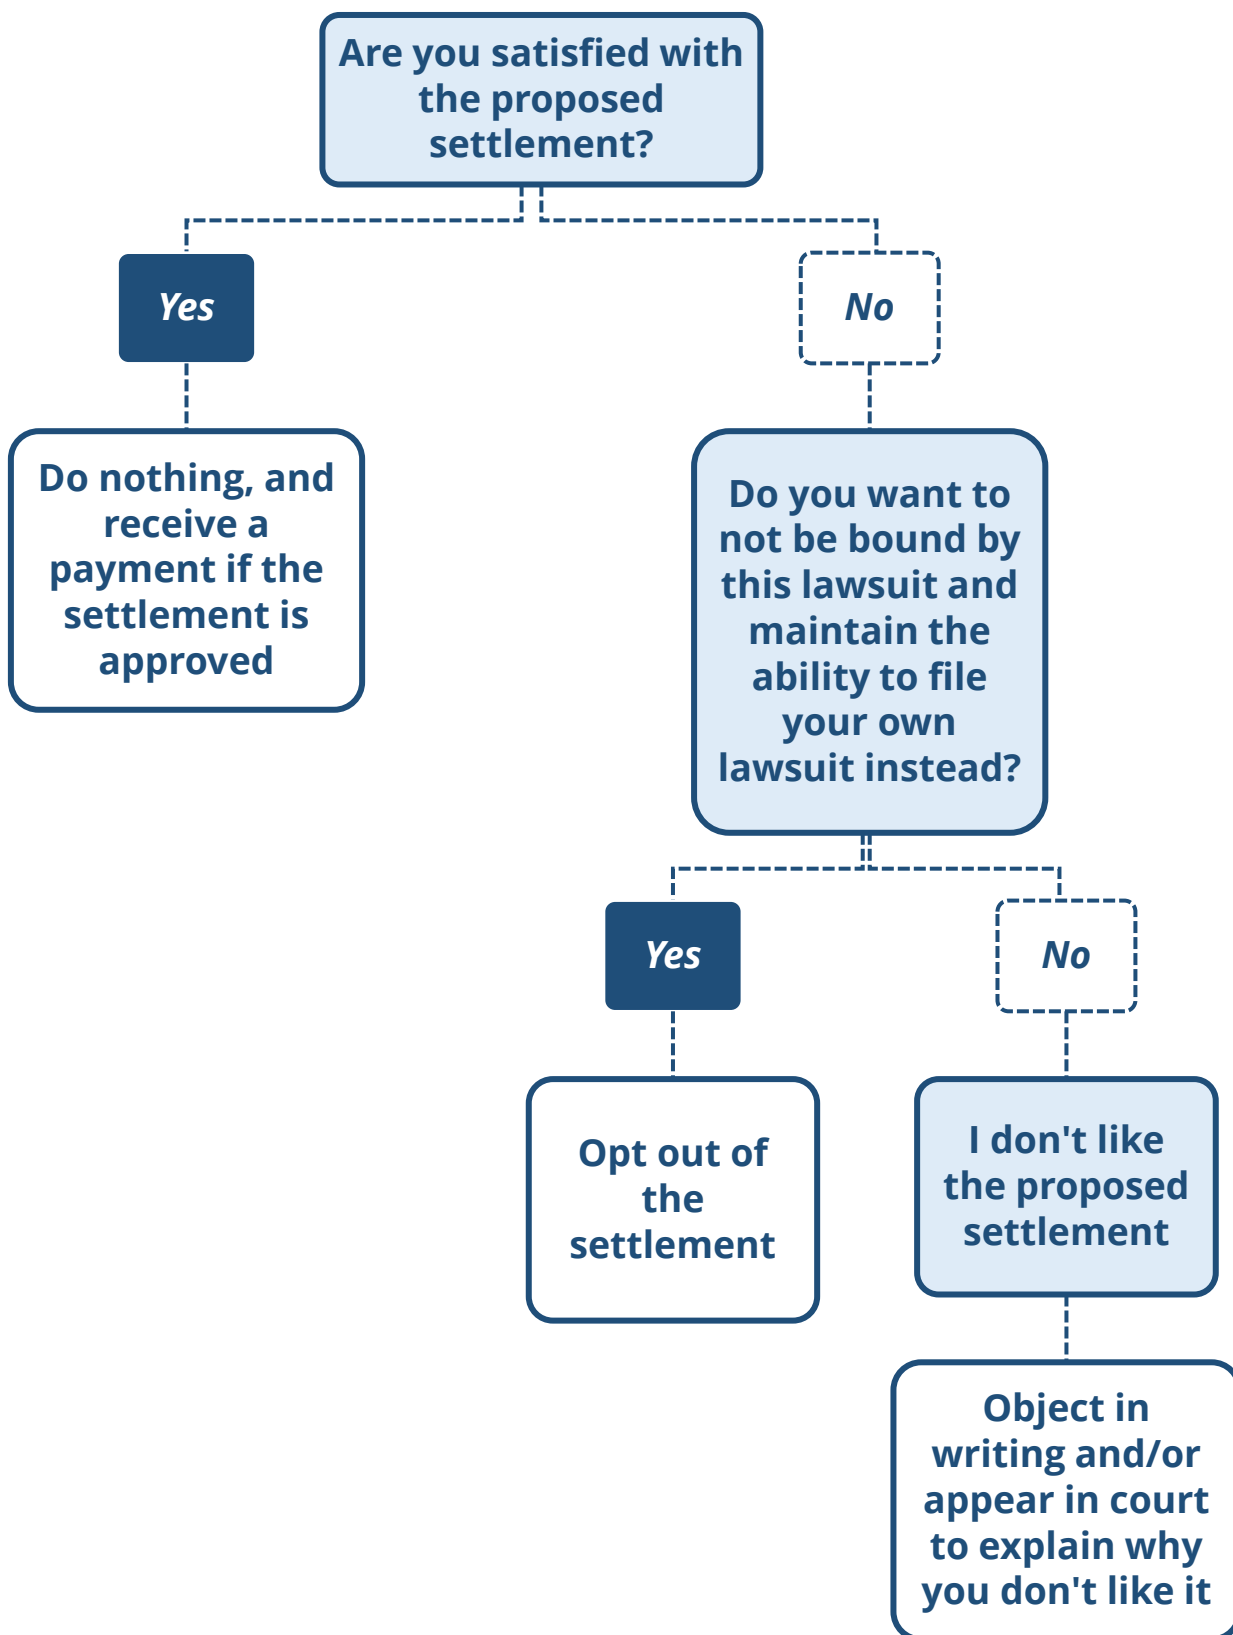 Are you satisfied with
the proposed
settlement?
Yes
No
Do nothing, and
receive a
payment if the
settlement is
approved
Do you want to
not be bound by
this lawsuit and
maintain the
ability to file
your own
lawsuit instead?
Yes
No
Opt out of
the
settlement
I don't like
the proposed
settlement
Object in
writing and/or
appear in court
to explain why
you don't like it